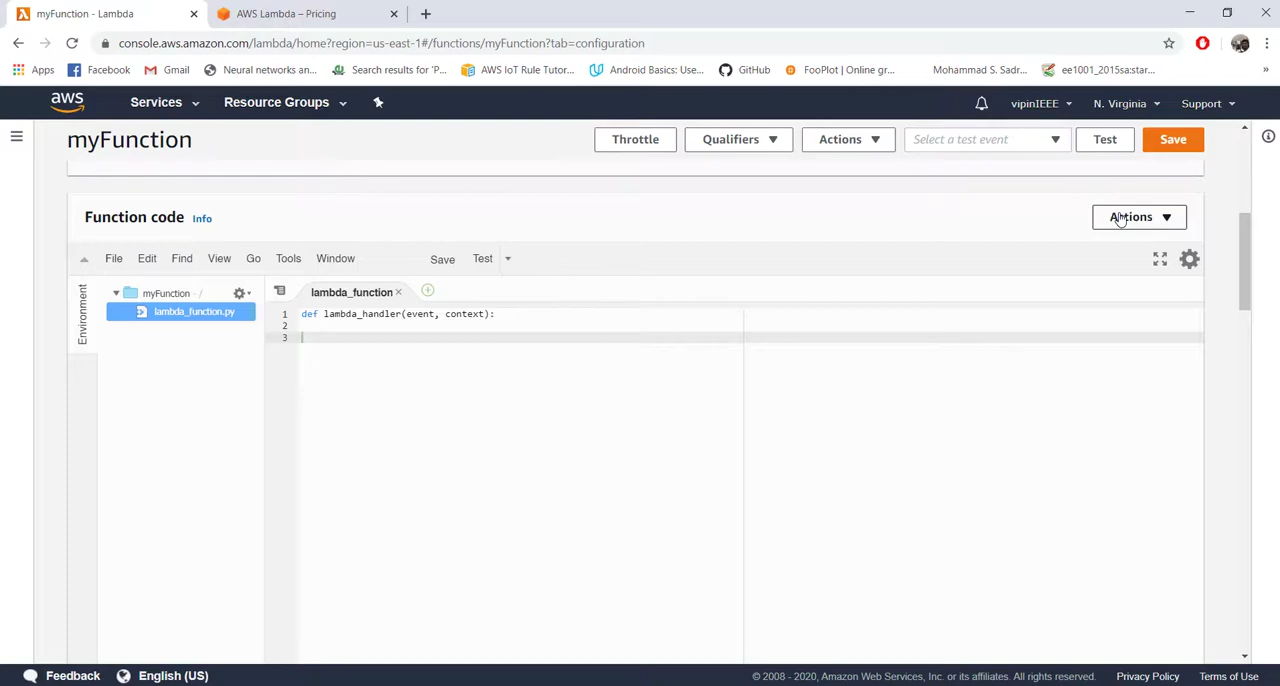 myFunction - Lambda
AWS Lambda – Pricing
console.aws.amazon.com/lambda/home?region=us-east-1#/functions/myFunction?tab=configuration
Apps Facebook Gmail Neural networks an... Search results for 'P... AWS IoT Rule Tutor... Android Basics: Use... GitHub FooPlot | Online gr... Mohammad S. Sadr... ee1001_2015sa:star... »
aws Services Resource Groups vipinIEEE N. Virginia Support
myFunction Throttle Qualifiers Actions Select a test event Test Save
Function code Info Actions
File Edit Find View Go Tools Window Save Test
Environment
myFunction - /
lambda_function.py
lambda_function
1 def lambda_handler(event, context):
2
3
Feedback English (US) © 2008 - 2020, Amazon Web Services, Inc. or its affiliates. All rights reserved. Privacy Policy Terms of Use